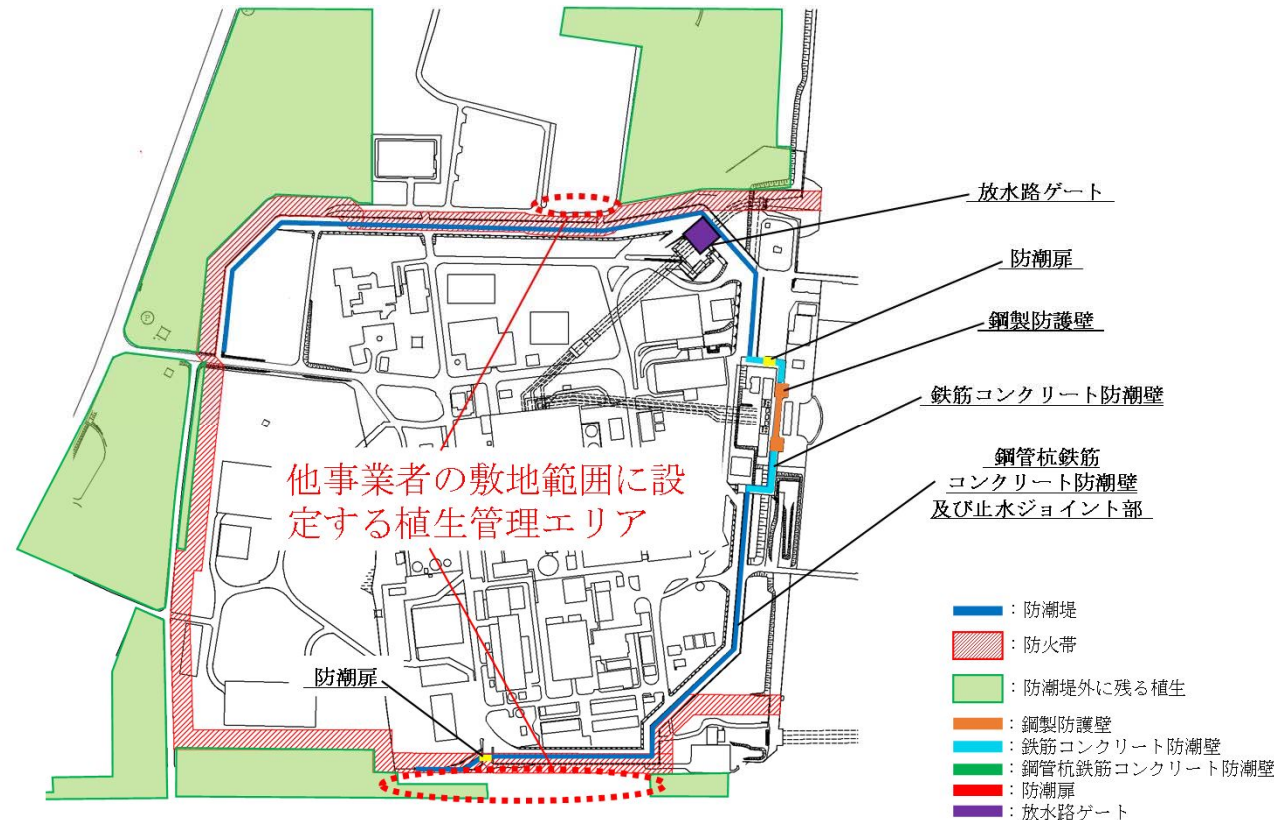 放水路ゲート
防潮扉
鋼製防護壁
鉄筋コンクリート防潮壁
鋼管杭鉄筋
コンクリート防潮壁
及び止水ジョイント部
他事業者の敷地範囲に設
定する植生管理エリア
防潮扉
：防潮堤
：防火帯
：防潮堤外に残る植生
：鋼製防護壁
：鉄筋コンクリート防潮壁
：鋼管杭鉄筋コンクリート防潮壁
：防潮扉
：放水路ゲート